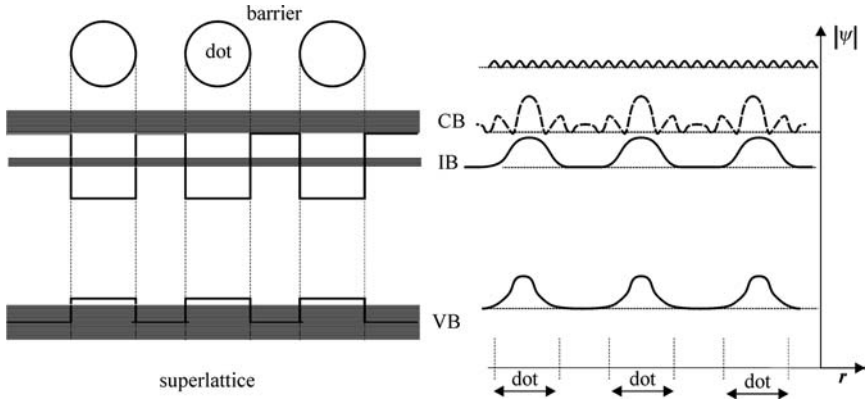 barrier
dot
|ψ|
CB
IB
VB
dot
dot
dot
r
superlattice